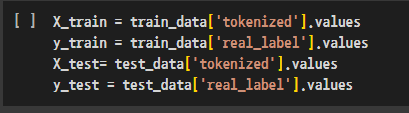 [ ] X_train = train_data['tokenized'].values
y_train = train_data['real_label'].values
X_test= test_data['tokenized'].values
y_test = test_data['real_label'].values